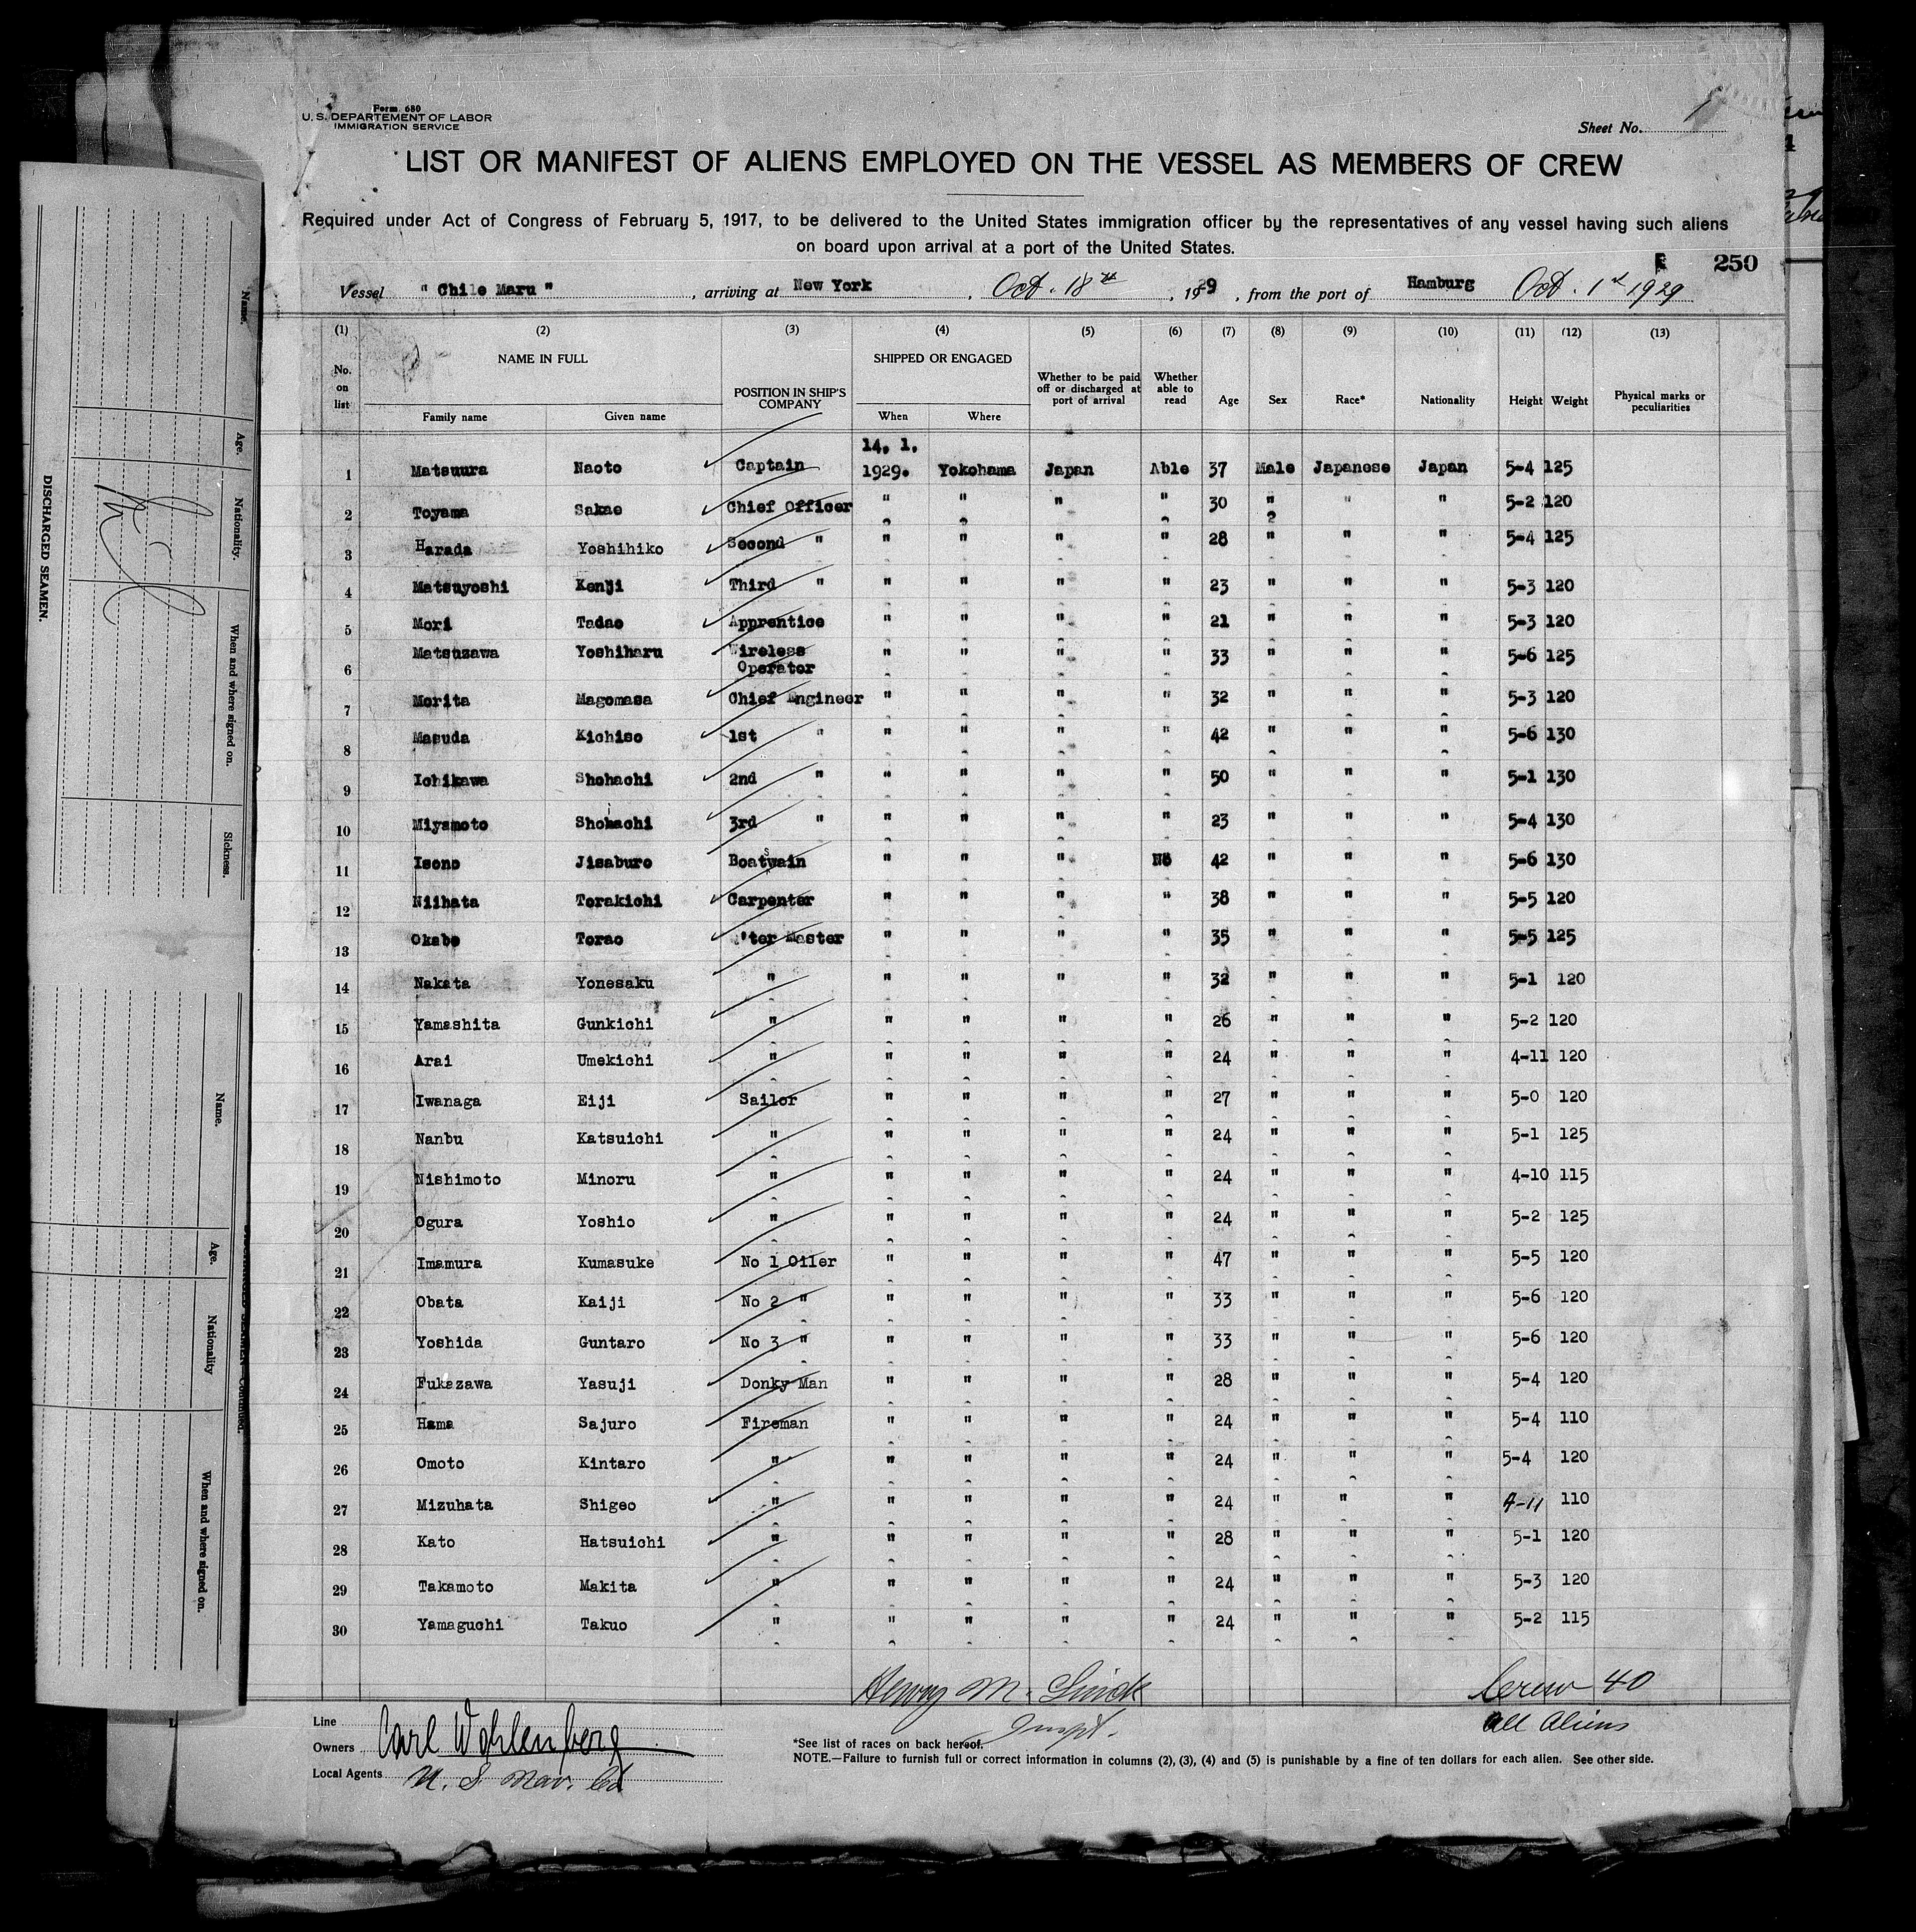 Form 680
U. S. DEPARTEMENT OF LABOR
IMMIGRATION SERVICE
Sheet No. 1
LIST OR MANIFEST OF ALIENS EMPLOYED ON THE VESSEL AS MEMBERS OF CREW
Required under Act of Congress of February 5, 1917, to be delivered to the United States immigration officer by the representatives of any vessel having such aliens
on board upon arrival at a port of the United States.
E 250
Vessel " Chile Maru " , arriving at New York , Oct. 18th , 1929 , from the port of Hamburg Oct. 1st 1929
(1) (2) (3) (4) (5) (6) (7) (8) (9) (10) (11) (12) (13)
No. on list NAME IN FULL Family name Given name POSITION IN SHIP'S COMPANY SHIPPED OR ENGAGED When Where Whether to be paid off or discharged at port of arrival Whether able to read Age Sex Race* Nationality Height Weight Physical marks or peculiarities
1 Matsuura Naoto Captain 14, 1, 1929. Yokohama Japan Able 37 Male Japanese Japan 5-4 125
2 Toyama Sakae Chief Officer " " " " 30 " " " 5-2 120
3 Harada Yoshihiko Second " " " " " 28 " " " 5-4 125
4 Matsuyoshi Kenji Third " " " " " 23 " " " 5-3 120
5 Mori Tadao Apprentice " " " " 21 " " " 5-3 120
6 Matsuzawa Yoshiharu Wireless Operator " " " " 33 " " " 5-6 125
7 Morita Magomasa Chief Engineer " " " " 32 " " " 5-3 120
8 Masuda Kichiso 1st " " " " " 42 " " " 5-6 130
9 Ichikawa Shohachi 2nd " " " " " 50 " " " 5-1 130
10 Miyamoto Shohachi 3rd " " " " " 23 " " " 5-4 130
11 Isono Jisaburo Boatswain " " " No 42 " " " 5-6 130
12 Niihata Torakichi Carpenter " " " " 38 " " " 5-5 120
13 Okabe Torao Q'ter Master " " " " 35 " " " 5-5 125
14 Nakata Yonesaku " " " " " 32 " " " 5-1 120
15 Yamashita Gunkichi " " " " " 26 " " " 5-2 120
16 Arai Umekichi " " " " " 24 " " " 4-11 120
17 Iwanaga Eiji Sailor " " " " 27 " " " 5-0 120
18 Nanbu Katsuichi " " " " " 24 " " " 5-1 125
19 Nishimoto Minoru " " " " " 24 " " " 4-10 115
20 Ogura Yoshio " " " " " 24 " " " 5-2 125
21 Imamura Kumasuke No 1 Oiler " " " " 47 " " " 5-5 120
22 Obata Kaiji No 2 " " " " " 33 " " " 5-6 120
23 Yoshida Guntaro No 3 " " " " " 33 " " " 5-6 120
24 Fukazawa Yasuji Donky Man " " " " 28 " " " 5-4 120
25 Hama Sajuro Fireman " " " " 24 " " " 5-4 110
26 Omoto Kintaro " " " " " 24 " " " 5-4 120
27 Mizuhata Shigeo " " " " " 24 " " " 4-11 110
28 Kato Hatsuichi " " " " " 28 " " " 5-1 120
29 Takamoto Makita " " " " " 24 " " " 5-3 120
30 Yamaguchi Takuo " " " " " 24 " " " 5-2 115
Henry M.
Inspt.
Crew 40
All Aliens
Line
Owners Carl Wohlenberg
Local Agents U. S. Nav. Co
*See list of races on back hereof.
NOTE.—Failure to furnish full or correct information in columns (2), (3), (4) and (5) is punishable by a fine of ten dollars for each alien. See other side.
DISCHARGED SEAMEN.
Name.
Age.
Nationality.
When and where signed on.
Sickness.
DISCHARGED SEAMEN—Continued.
Name.
Age.
Nationality
When and where signed on.